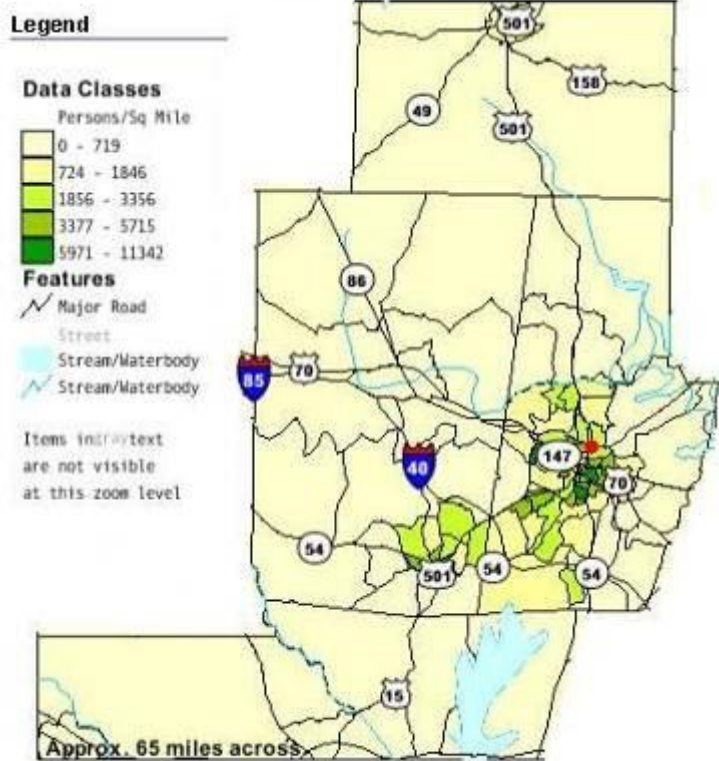 Legend
Data Classes
Persons/Sq Mile
0 - 719
724 - 1846
1856 - 3356
3377 - 5715
5971 - 11342
Features
Major Road
Street
Stream/Waterbody
Stream/Waterbody
Items in gray text
are not visible
at this zoom level
501
158
49
501
86
70
85
147
40
70
54
501
54
54
15
Approx. 65 miles across.